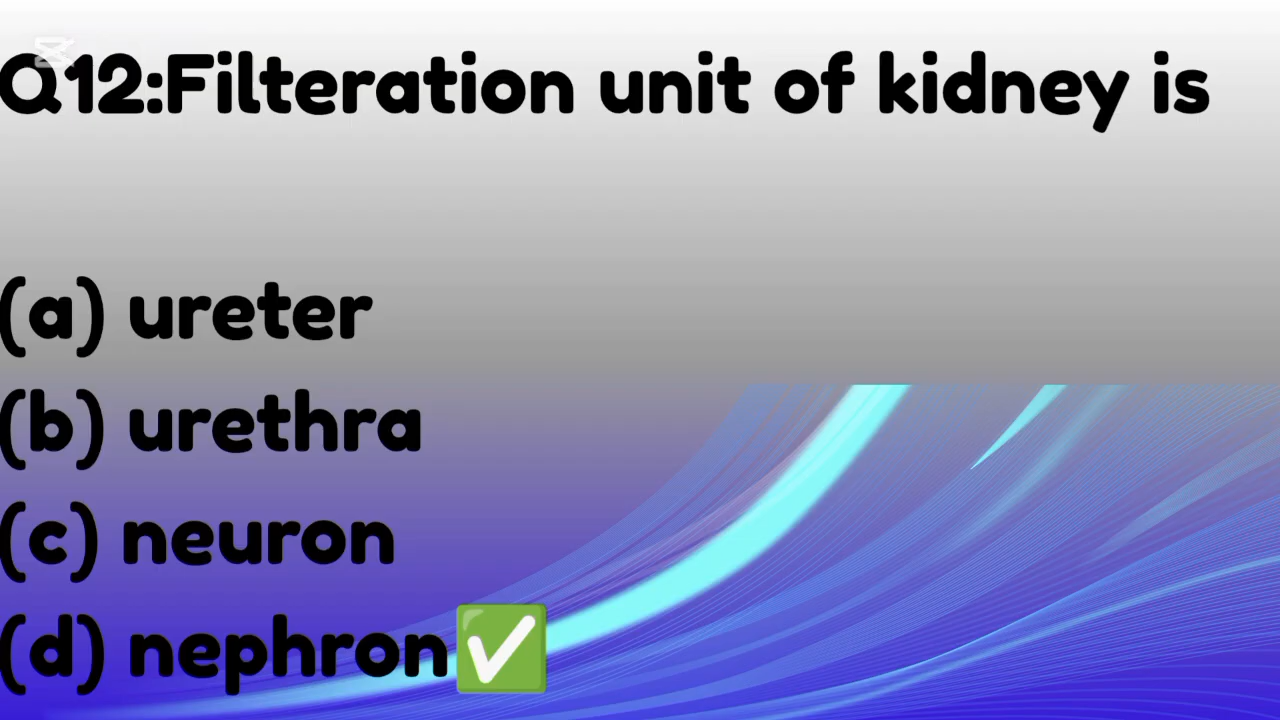 Q12:Filteration unit of kidney is
(a) ureter
(b) urethra
(c) neuron
(d) nephron✅